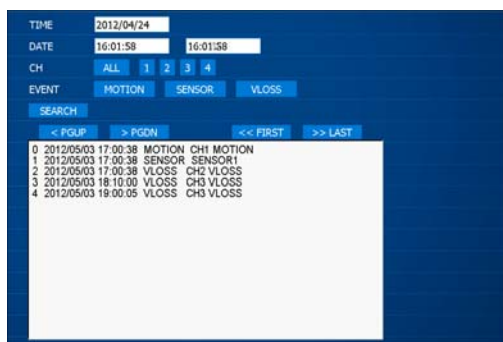 TIME 2012/04/24
DATE 16:01:58 16:01:58
CH ALL 1 2 3 4
EVENT MOTION SENSOR VLOSS
SEARCH
< PGUP > PGDN << FIRST >> LAST
0 2012/05/03 17:00:38 MOTION CH1 MOTION
1 2012/05/03 17:00:38 SENSOR SENSOR1
2 2012/05/03 17:00:38 VLOSS CH2 VLOSS
3 2012/05/03 18:10:00 VLOSS CH3 VLOSS
4 2012/05/03 19:00:05 VLOSS CH3 VLOSS